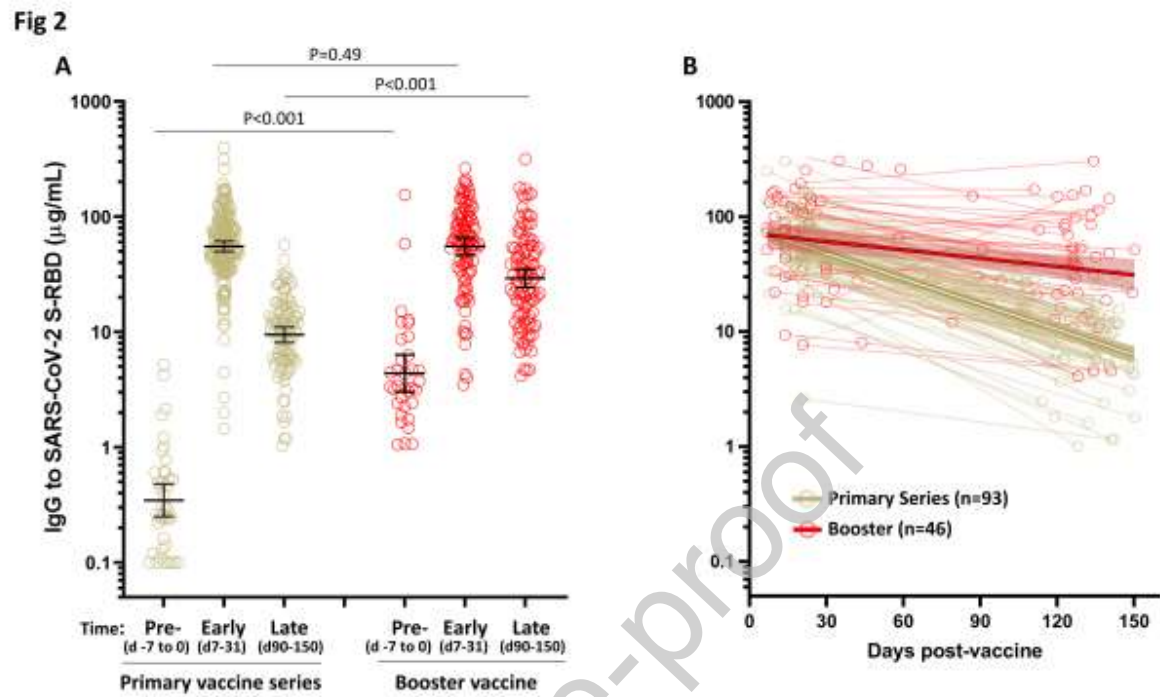 Fig 2
A
P=0.49
P<0.001
P<0.001
IgG to SARS-CoV-2 S-RBD (µg/mL)
1000
100
10
1
0.1
Time: Pre- Early Late Pre- Early Late
(d -7 to 0) (d7-31) (d90-150) (d -7 to 0) (d7-31) (d90-150)
Primary vaccine series Booster vaccine
B
1000
100
10
1
0.1
Primary Series (n=93)
Booster (n=46)
0 30 60 90 120 150
Days post-vaccine
e-proof